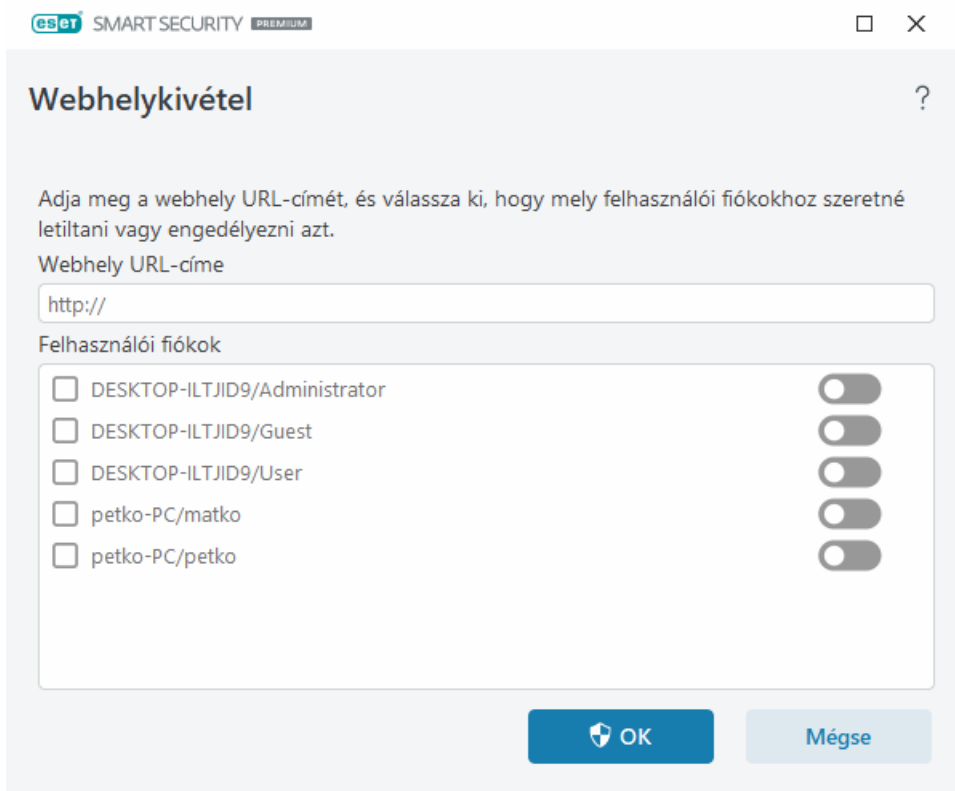 eset SMART SECURITY PREMIUM
Webhelykivétel
?
Adja meg a webhely URL-címét, és válassza ki, hogy mely felhasználói fiókokhoz szeretné
letiltani vagy engedélyezni azt.
Webhely URL-címe
http://
Felhasználói fiókok
DESKTOP-ILTJID9/Administrator
DESKTOP-ILTJID9/Guest
DESKTOP-ILTJID9/User
petko-PC/matko
petko-PC/petko
OK Mégse